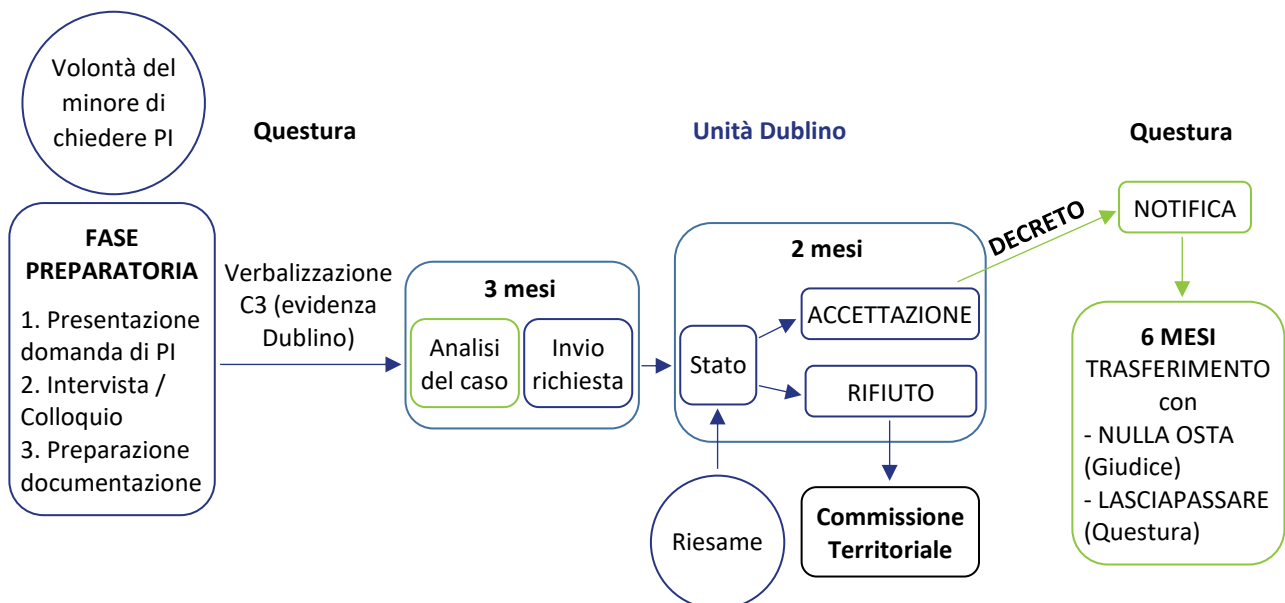 Volontà del
minore di
chiedere PI
Questura
Unità Dublino
Questura
FASE
PREPARATORIA
1. Presentazione
domanda di PI
2. Intervista /
Colloquio
3. Preparazione
documentazione
Verbalizzazione
C3 (evidenza
Dublino)
3 mesi
Analisi
del caso
Invio
richiesta
2 mesi
Stato
ACCETTAZIONE
RIFIUTO
Riesame
Commissione
Territoriale
DECRETO
NOTIFICA
6 MESI
TRASFERIMENTO
con
- NULLA OSTA
(Giudice)
- LASCIAPASSARE
(Questura)